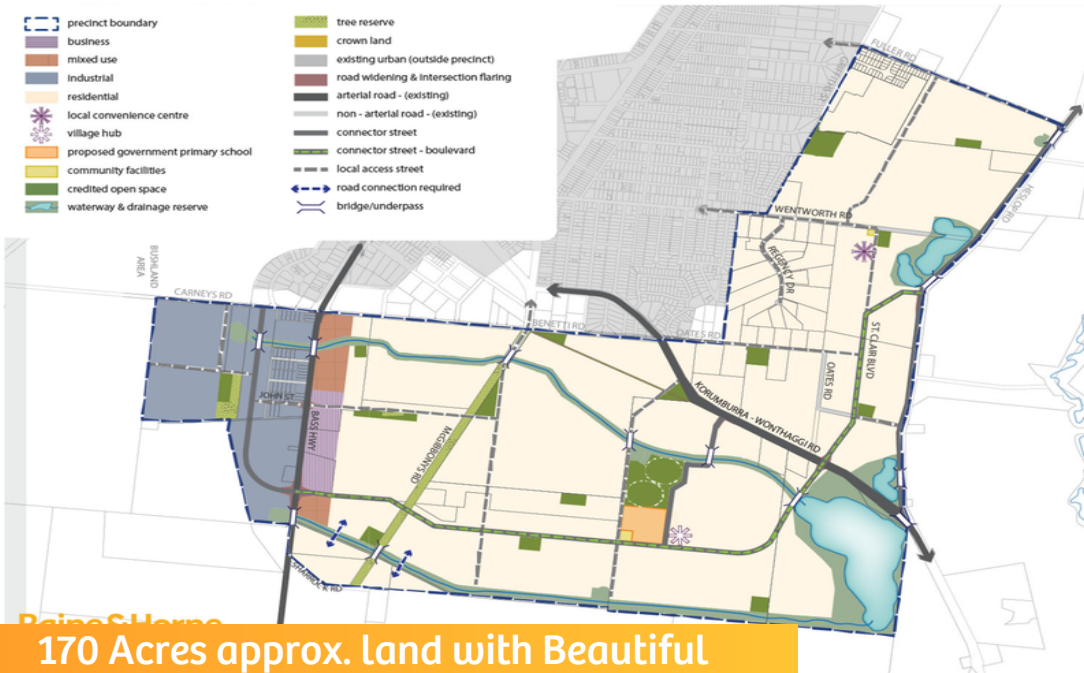 precinct boundary
business
mixed use
industrial
residential
local convenience centre
village hub
proposed government primary school
community facilities
credited open space
waterway & drainage reserve
tree reserve
crown land
existing urban (outside precinct)
road widening & intersection flaring
arterial road - (existing)
non - arterial road - (existing)
connector street
connector street - boulevard
local access street
road connection required
bridge/underpass
FULLER RD
HESLOP RD
WENTWORTH RD
REGENCY DR
ST. CLAIR BLVD
OATES RD
BUSHLAND
AREA
CARNEYS RD
BENETTI RD
OATES RD
KORUMBURRA - WONTHAGGI RD
JOHN ST
BASS HWY
McGIBBONYS RD
Raine&Horne
170 Acres approx. land with Beautiful